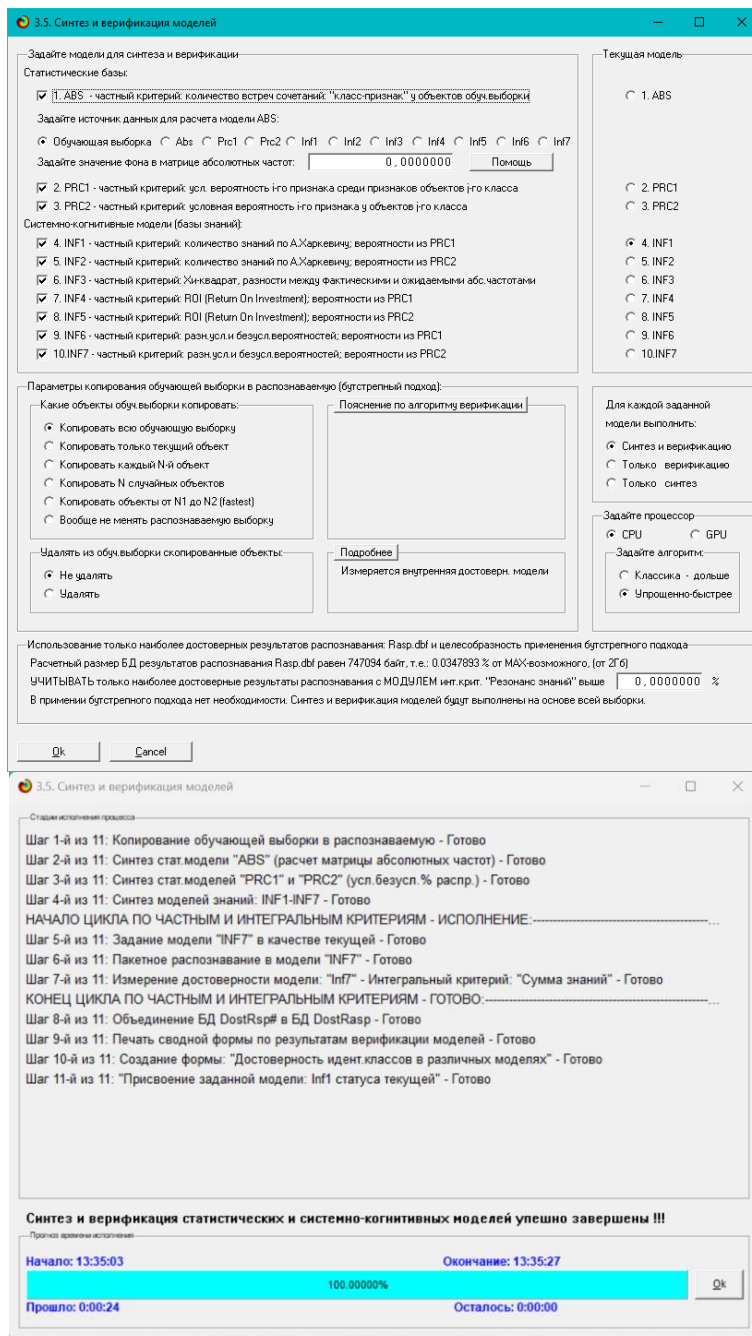 3.5. Синтез и верификация моделей
Задайте модели для синтеза и верификации
Статистические базы:
1. ABS - частный критерий: количество встреч сочетаний: "класс-признак" у объектов обуч.выборки
Задайте источник данных для расчета модели ABS:
Обучающая выборка Abs Prc1 Prc2 Inf1 Inf2 Inf3 Inf4 Inf5 Inf6 Inf7
Задайте значение фона в матрице абсолютных частот: 0,0000000 Помощь
2. PRC1 - частный критерий: усл. вероятность i-го признака среди признаков объектов j-го класса
3. PRC2 - частный критерий: условная вероятность i-го признака у объектов j-го класса
Системно-когнитивные модели (базы знаний):
4. INF1 - частный критерий: количество знаний по А.Харкевичу; вероятности из PRC1
5. INF2 - частный критерий: количество знаний по А.Харкевичу; вероятности из PRC2
6. INF3 - частный критерий: Хи-квадрат, разности между фактическими и ожидаемыми абс.частотами
7. INF4 - частный критерий: ROI (Return On Investment); вероятности из PRC1
8. INF5 - частный критерий: ROI (Return On Investment); вероятности из PRC2
9. INF6 - частный критерий: разн.усл.и безусл.вероятностей; вероятности из PRC1
10.INF7 - частный критерий: разн.усл.и безусл.вероятностей; вероятности из PRC2
Текущая модель
1. ABS
2. PRC1
3. PRC2
4. INF1
5. INF2
6. INF3
7. INF4
8. INF5
9. INF6
10.INF7
Параметры копирования обучающей выборки в распознаваемую (бутстрепный подход):
Какие объекты обуч.выборки копировать:
Копировать всю обучающую выборку
Копировать только текущий объект
Копировать каждый N-й объект
Копировать N случайных объектов
Копировать объекты от N1 до N2 (fastest)
Вообще не менять распознаваемую выборку
Пояснение по алгоритму верификации
Удалять из обуч.выборки скопированные объекты:
Не удалять
Удалять
Подробнее
Измеряется внутренняя достоверн. модели
Для каждой заданной
модели выполнить:
Синтез и верификацию
Только верификацию
Только синтез
Задайте процессор
CPU GPU
Задайте алгоритм:
Классика - дольше
Упрощенно-быстрее
Использование только наиболее достоверных результатов распознавания: Rasp.dbf и целесобразность применения бутстрепного подхода
Расчетный размер БД результатов распознавания Rasp.dbf равен 747094 байт, т.е.: 0.0347893 % от MAX-возможного, (от 2Гб)
УЧИТЫВАТЬ только наиболее достоверные результаты распознавания с МОДУЛЕМ инт.крит. "Резонанс знаний" выше 0,0000000 %
В примении бутстрепного подхода нет необходимости. Синтез и верификация моделей будут выполнены на основе всей выборки.
Ok Cancel
3.5. Синтез и верификация моделей
Стадии исполнения процесса
Шаг 1-й из 11: Копирование обучающей выборки в распознаваемую - Готово
Шаг 2-й из 11: Синтез стат.модели "ABS" (расчет матрицы абсолютных частот) - Готово
Шаг 3-й из 11: Синтез стат.моделей "PRC1" и "PRC2" (усл.безусл.% распр.) - Готово
Шаг 4-й из 11: Синтез моделей знаний: INF1-INF7 - Готово
НАЧАЛО ЦИКЛА ПО ЧАСТНЫМ И ИНТЕГРАЛЬНЫМ КРИТЕРИЯМ - ИСПОЛНЕНИЕ:-----------------------------------------------...
Шаг 5-й из 11: Задание модели "INF7" в качестве текущей - Готово
Шаг 6-й из 11: Пакетное распознавание в модели "INF7" - Готово
Шаг 7-й из 11: Измерение достоверности модели: "Inf7" - Интегральный критерий: "Сумма знаний" - Готово
КОНЕЦ ЦИКЛА ПО ЧАСТНЫМ И ИНТЕГРАЛЬНЫМ КРИТЕРИЯМ - ГОТОВО:------------------------------------------------------------...
Шаг 8-й из 11: Объединение БД DostRsp# в БД DostRasp - Готово
Шаг 9-й из 11: Печать сводной формы по результатам верификации моделей - Готово
Шаг 10-й из 11: Создание формы: "Достоверность идент.классов в различных моделях" - Готово
Шаг 11-й из 11: "Присвоение заданной модели: Inf1 статуса текущей" - Готово
Синтез и верификация статистических и системно-когнитивных моделей упешно завершены !!!
Прогноз времени исполнения
Начало: 13:35:03 Окончание: 13:35:27
100.00000% Ok
Прошло: 0:00:24 Осталось: 0:00:00